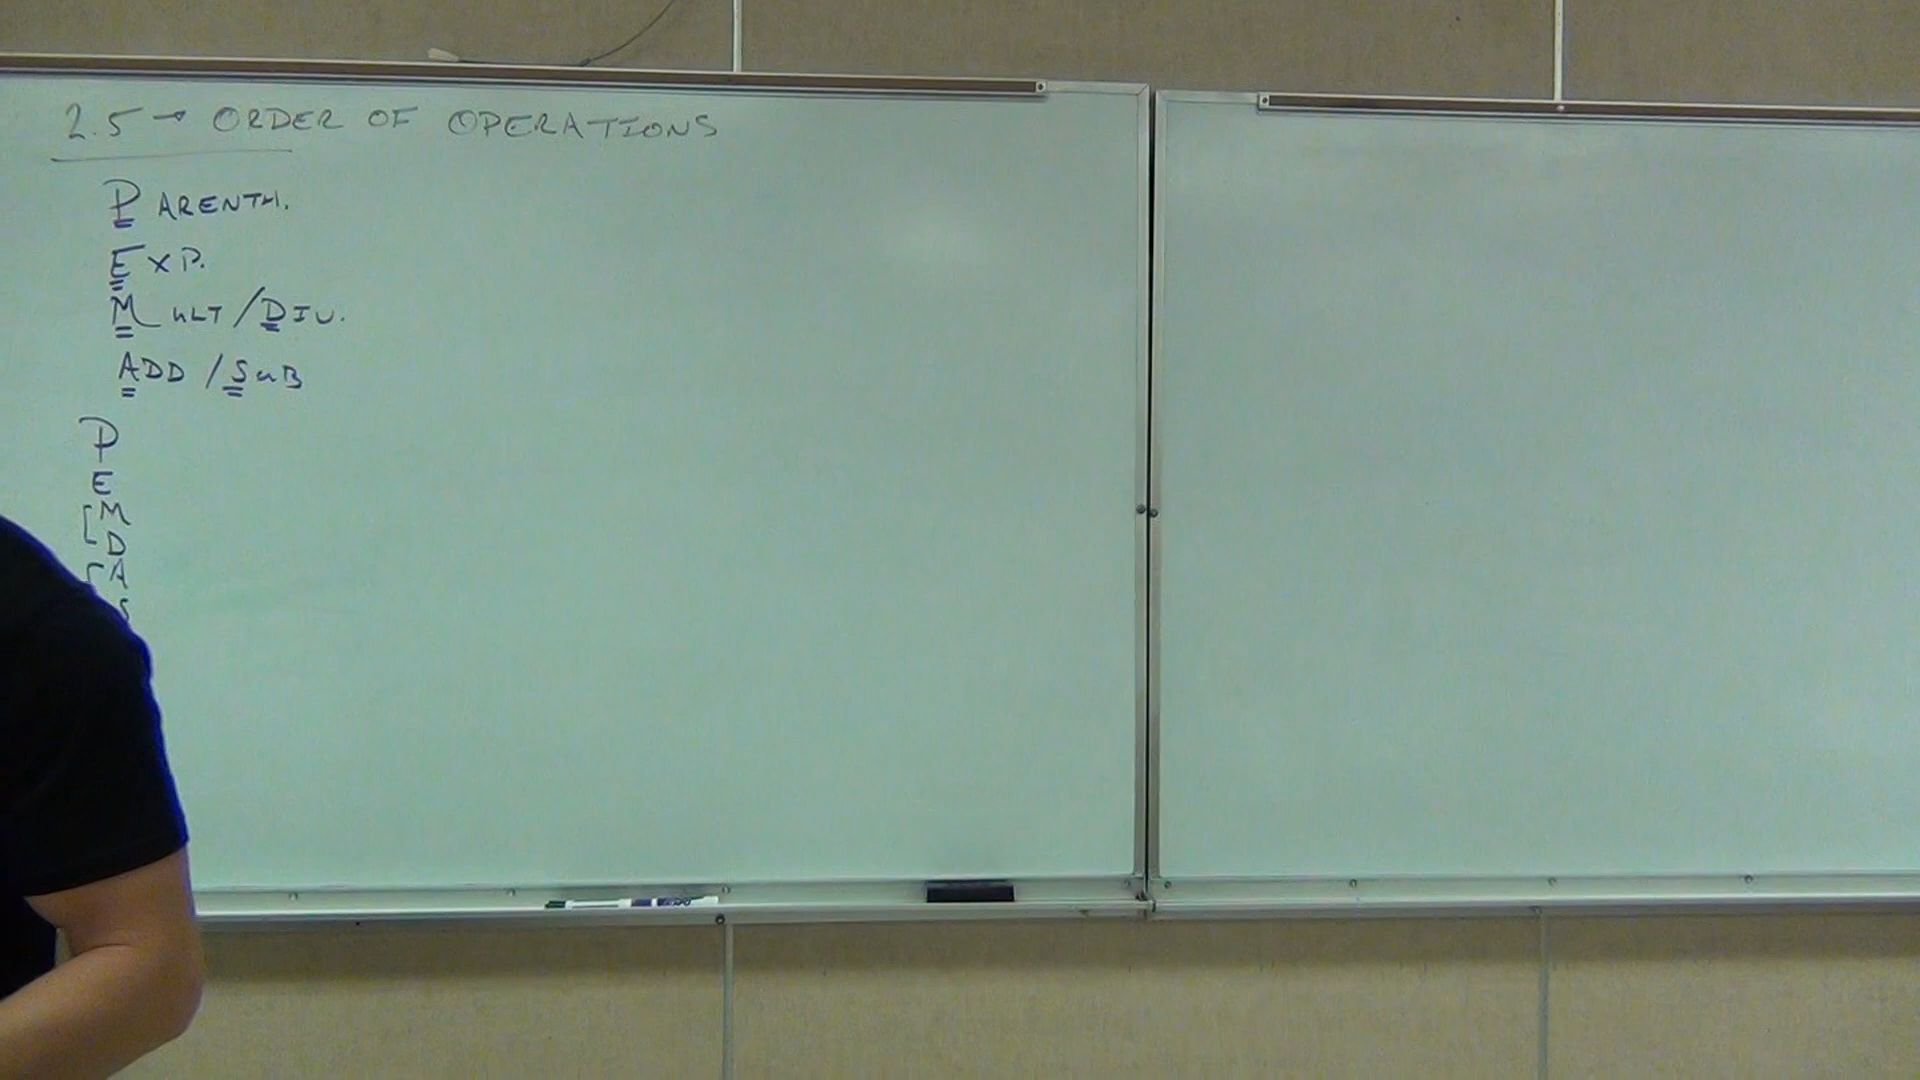 2.5 → ORDER OF OPERATIONS
PARENTH.
EXP.
MULT/DIV.
ADD/SUB
P
E
[M
D
[A
S